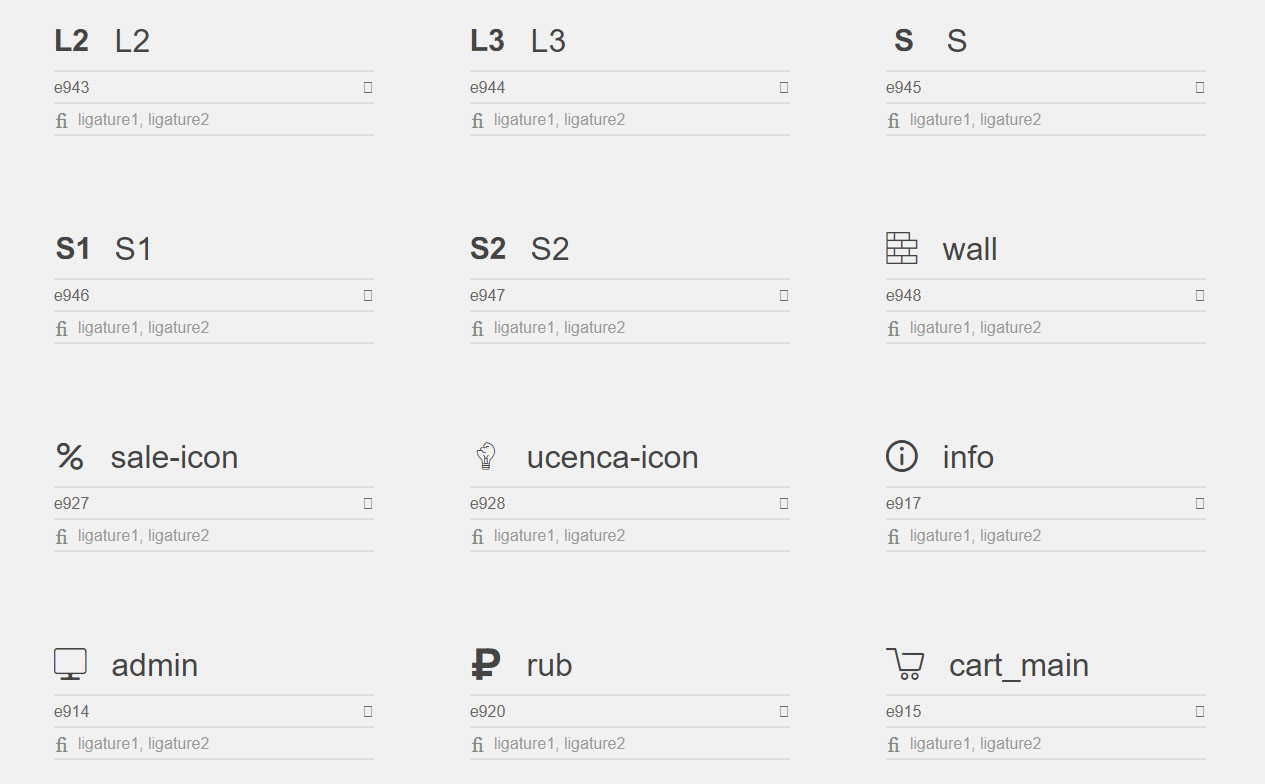 L2 L2
e943
fi ligature1, ligature2
L3 L3
e944
fi ligature1, ligature2
S S
e945
fi ligature1, ligature2
S1 S1
e946
fi ligature1, ligature2
S2 S2
e947
fi ligature1, ligature2
wall
e948
fi ligature1, ligature2
% sale-icon
e927
fi ligature1, ligature2
ucenca-icon
e928
fi ligature1, ligature2
info
e917
fi ligature1, ligature2
admin
e914
fi ligature1, ligature2
₽ rub
e920
fi ligature1, ligature2
cart_main
e915
fi ligature1, ligature2